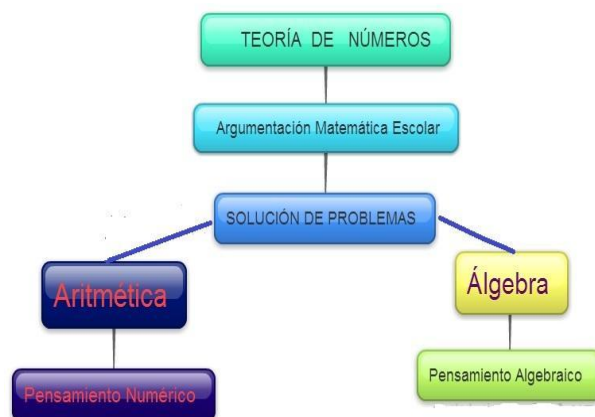 TEORÍA DE NÚMEROS
Argumentación Matemática Escolar
SOLUCIÓN DE PROBLEMAS
Aritmética
Álgebra
Pensamiento Numérico
Pensamiento Algebraico